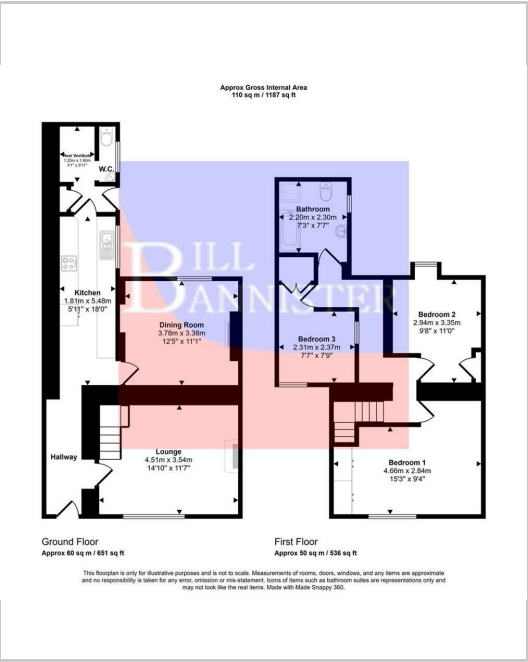 Approx Gross Internal Area
110 sq m / 1187 sq ft
Rear Vestibule
1.25m x 1.80m
4'1" x 5'11"
W.C.
Kitchen
1.81m x 5.48m
5'11" x 18'0"
Dining Room
3.78m x 3.38m
12'5" x 11'1"
Hallway
Lounge
4.51m x 3.54m
14'10" x 11'7"
Bathroom
2.20m x 2.30m
7'3" x 7'7"
Bedroom 3
2.31m x 2.37m
7'7" x 7'9"
Bedroom 2
2.94m x 3.35m
9'8" x 11'0"
Bedroom 1
4.66m x 2.84m
15'3" x 9'4"
BILL
BANNISTER
Ground Floor
Approx 60 sq m / 651 sq ft
First Floor
Approx 50 sq m / 536 sq ft
This floorplan is only for illustrative purposes and is not to scale. Measurements of rooms, doors, windows, and any items are approximate
and no responsibility is taken for any error, omission or mis-statement. Icons of items such as bathroom suites are representations only and
may not look like the real items. Made with Made Snappy 360.